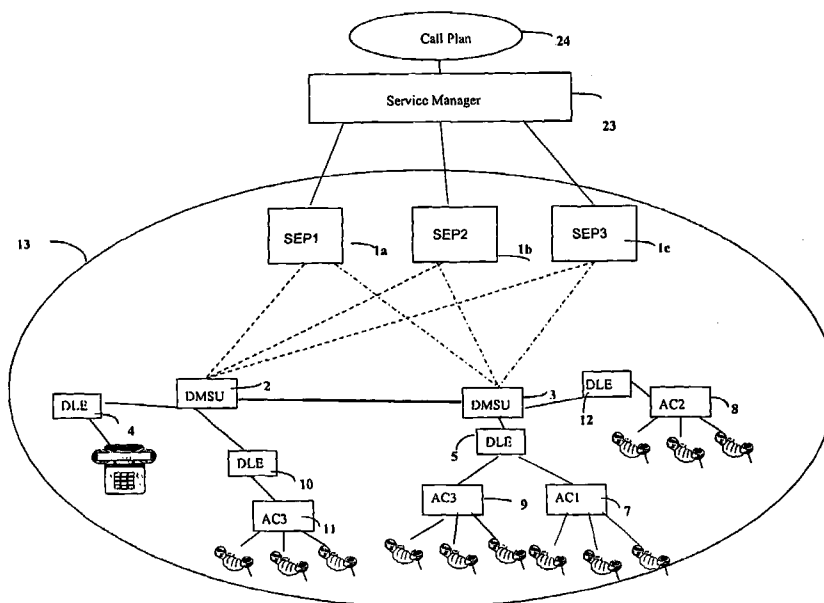 Call Plan
24
Service Manager
23
13
SEP1
1a
SEP2
1b
SEP3
1c
DMSU
2
DMSU
3
DLE
12
AC2
8
DLE
4
DLE
5
DLE
10
AC3
9
AC1
7
AC3
11